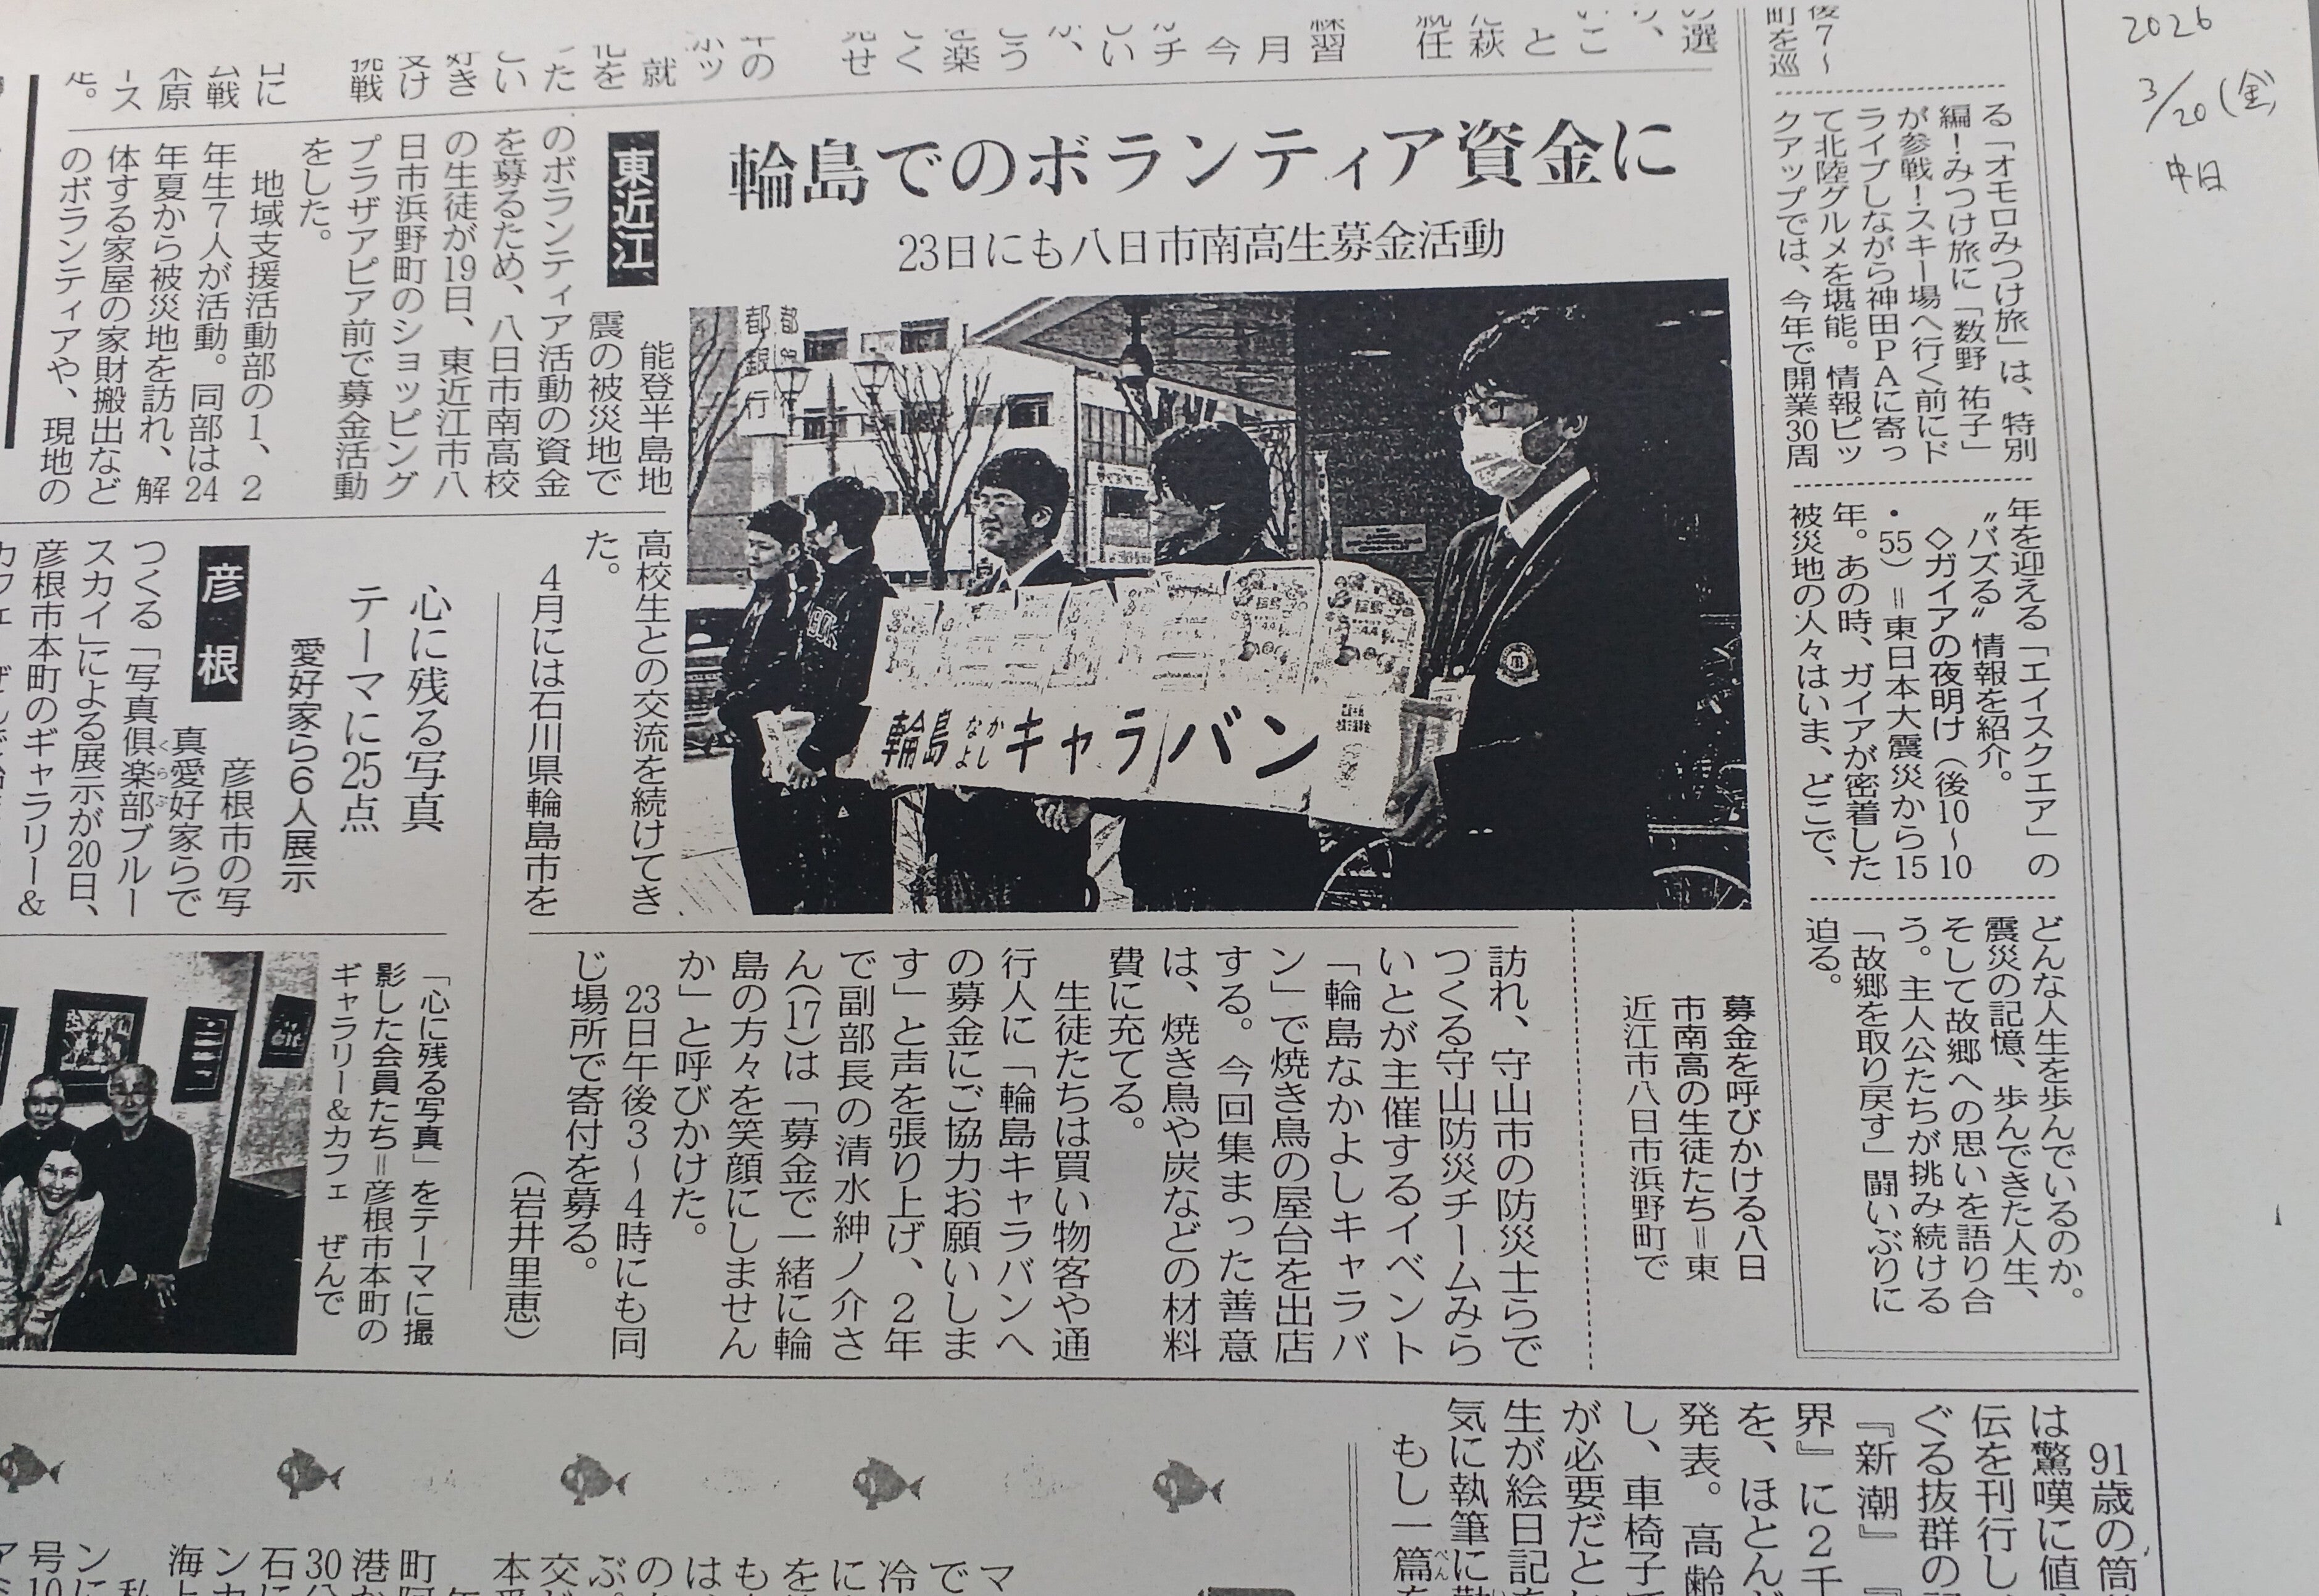 2026
3/20(金)
中日
輪島でのボランティア資金に
23日にも八日市南高生募金活動
東近江
能登半島地
震の被災地で
のボランティア活動の資金
を募るため、八日市南高校
の生徒が19日、東近江市八
日市浜野町のショッピング
プラザアピア前で募金活動
をした。
地域支援活動部の1、2
年生7人が活動。同部は24
年夏から被災地を訪れ、解
体する家屋の家財搬出など
のボランティアや、現地の
高校生との交流を続けてき
た。
4月には石川県輪島市を
訪れ、守山市の防災士らで
つくる守山防災チームみら
いとが主催するイベント
「輪島なかよしキャラバ
ン」で焼き鳥の屋台を出店
する。今回集まった善意
は、焼き鳥や炭などの材料
費に充てる。
生徒たちは買い物客や通
行人に「輪島キャラバンへ
の募金にご協力お願いしま
す」と声を張り上げ、2年
で副部長の清水紳ノ介さ
ん(17)は「募金で一緒に輪
島の方々を笑顔にしません
か」と呼びかけた。
23日午後3〜4時にも同
じ場所で寄付を募る。
(岩井里恵)
都銀行
輪島なかよしキャラバン
募金を呼びかける八日
市南高の生徒たち＝東
近江市八日市浜野町で
後7〜
町を巡
る「オモロみつけ旅」は、特別
編！みつけ旅に「数野 祐子」
が参戦！スキー場へ行く前にド
ライブしながら神田PAに寄っ
て北陸グルメを堪能。情報ピッ
クアップでは、今年で開業30周
年を迎える「エイスクエア」の
〝バズる〟情報を紹介。
◇ガイアの夜明け（後10〜10
・55）＝東日本大震災から15
年。あの時、ガイアが密着した
被災地の人々はいま、どこで、
どんな人生を歩んでいるのか。
震災の記憶、歩んできた人生、
そして故郷への思いを語り合
う。主人公たちが挑み続ける
「故郷を取り戻す」闘いぶりに
迫る。
心に残る写真
テーマに25点
愛好家ら6人展示
彦根
彦根市の写
真愛好家らで
つくる「写真倶楽部ブルー
スカイ」による展示が20日、
彦根市本町のギャラリー＆
「心に残る写真」をテーマに撮
影した会員たち＝彦根市本町の
ギャラリー＆カフェ ぜんで
91歳の筒
は驚嘆に値
伝を刊行し
ぐる抜群の
『新潮』
界』に2千
を、ほとん
発表。高齢
し、車椅子
が必要だと
生が絵日記を
気に執筆に
もし一篇